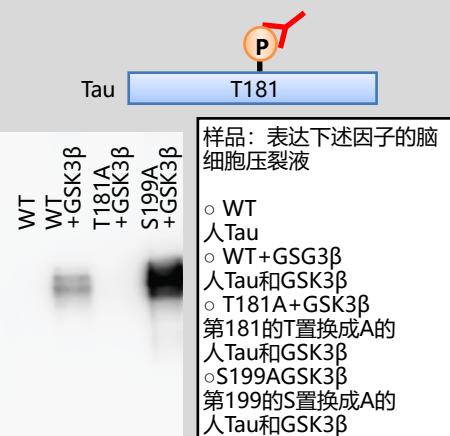 P
Tau
T181
WT
WT
+GSK3β
T181A
+GSK3β
S199A
+GSK3β
样品：表达下述因子的脑
细胞压裂液
○ WT
人Tau
○ WT+GSG3β
人Tau和GSK3β
○ T181A+GSK3β
第181的T置换成A的
人Tau和GSK3β
○S199AGSK3β
第199的S置换成A的
人Tau和GSK3β